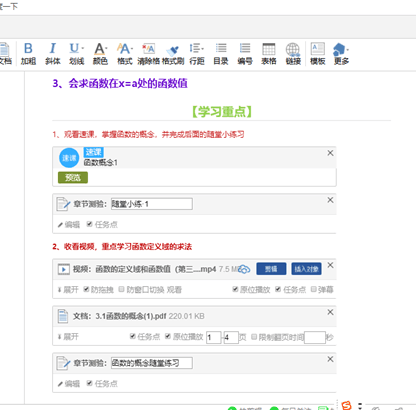 度一下
文档 加粗 斜体 划线 颜色 格式 清除格 格式刷 行距 目录 编号 表格 链接 模板 更多
3、会求函数在x=a处的函数值
【学习重点】
1、观看速课，掌握函数的概念，并完成后面的随堂小练习
速课 速课
函数概念1
预览
章节测验： 随堂小练 1
编辑 任务点
2、收看视频，重点学习函数定义域的求法
视频：函数的定义域和函数值（第三....mp4 7.5 M 剪辑 插入对象
展开 防拖拽 防窗口切换 观看 原位播放 任务点 弹幕
文档：3.1函数的概念(1).pdf 220.01 KB
展开 任务点 原位播放 1 -4 页 限制翻页时间 秒
章节测验： 函数的概念随堂练习
编辑 任务点